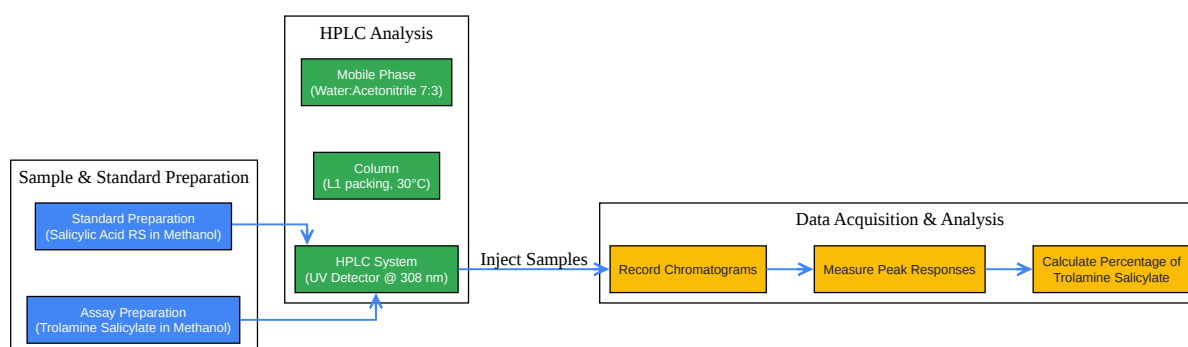 HPLC Analysis
Mobile Phase
(Water:Acetonitrile 7:3)
Column
(L1 packing, 30°C)
Sample & Standard Preparation
Standard Preparation
(Salicylic Acid RS in Methanol)
HPLC System
(UV Detector @ 308 nm)
Assay Preparation
(Trolamine Salicylate in Methanol)
Inject Samples
Data Acquisition & Analysis
Record Chromatograms
Measure Peak Responses
Calculate Percentage of
Trolamine Salicylate